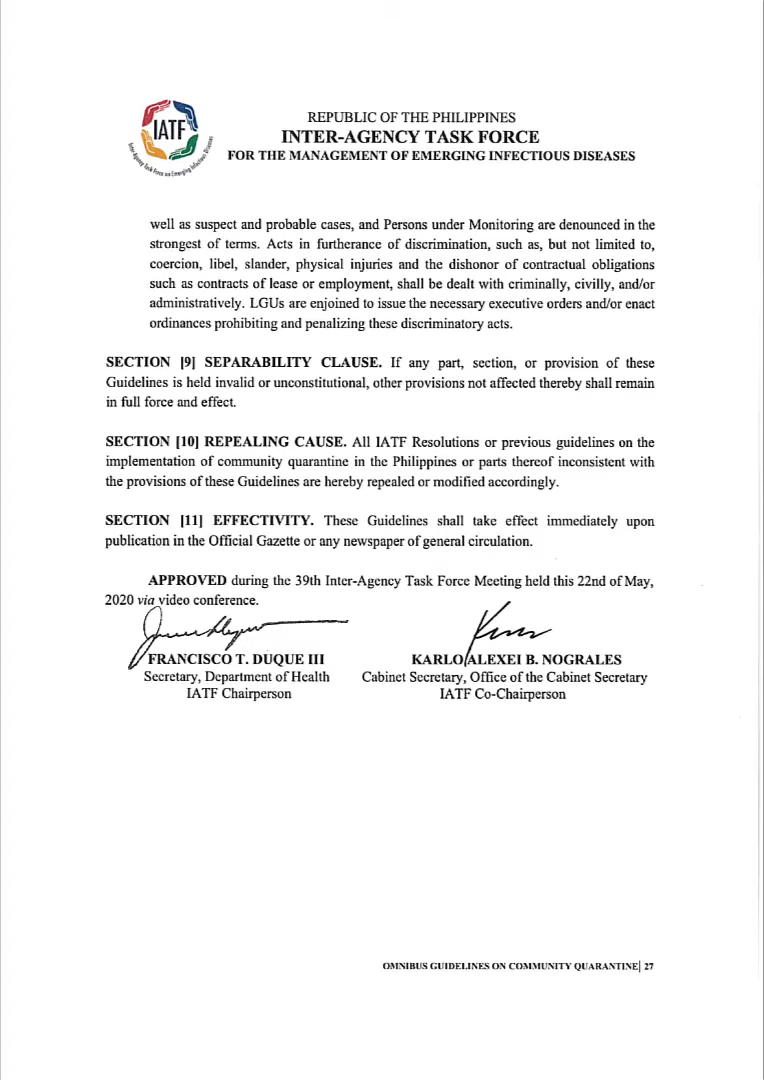 IATF
Inter-Agency Task Force on Emerging Infectious Diseases
REPUBLIC OF THE PHILIPPINES
INTER-AGENCY TASK FORCE
FOR THE MANAGEMENT OF EMERGING INFECTIOUS DISEASES
well as suspect and probable cases, and Persons under Monitoring are denounced in the
strongest of terms. Acts in furtherance of discrimination, such as, but not limited to,
coercion, libel, slander, physical injuries and the dishonor of contractual obligations
such as contracts of lease or employment, shall be dealt with criminally, civilly, and/or
administratively. LGUs are enjoined to issue the necessary executive orders and/or enact
ordinances prohibiting and penalizing these discriminatory acts.
SECTION [9] SEPARABILITY CLAUSE. If any part, section, or provision of these
Guidelines is held invalid or unconstitutional, other provisions not affected thereby shall remain
in full force and effect.
SECTION [10] REPEALING CAUSE. All IATF Resolutions or previous guidelines on the
implementation of community quarantine in the Philippines or parts thereof inconsistent with
the provisions of these Guidelines are hereby repealed or modified accordingly.
SECTION [11] EFFECTIVITY. These Guidelines shall take effect immediately upon
publication in the Official Gazette or any newspaper of general circulation.
APPROVED during the 39th Inter-Agency Task Force Meeting held this 22nd of May,
2020 via video conference.
FRANCISCO T. DUQUE III
Secretary, Department of Health
IATF Chairperson
KARLO ALEXEI B. NOGRALES
Cabinet Secretary, Office of the Cabinet Secretary
IATF Co-Chairperson
OMNIBUS GUIDELINES ON COMMUNITY QUARANTINE| 27